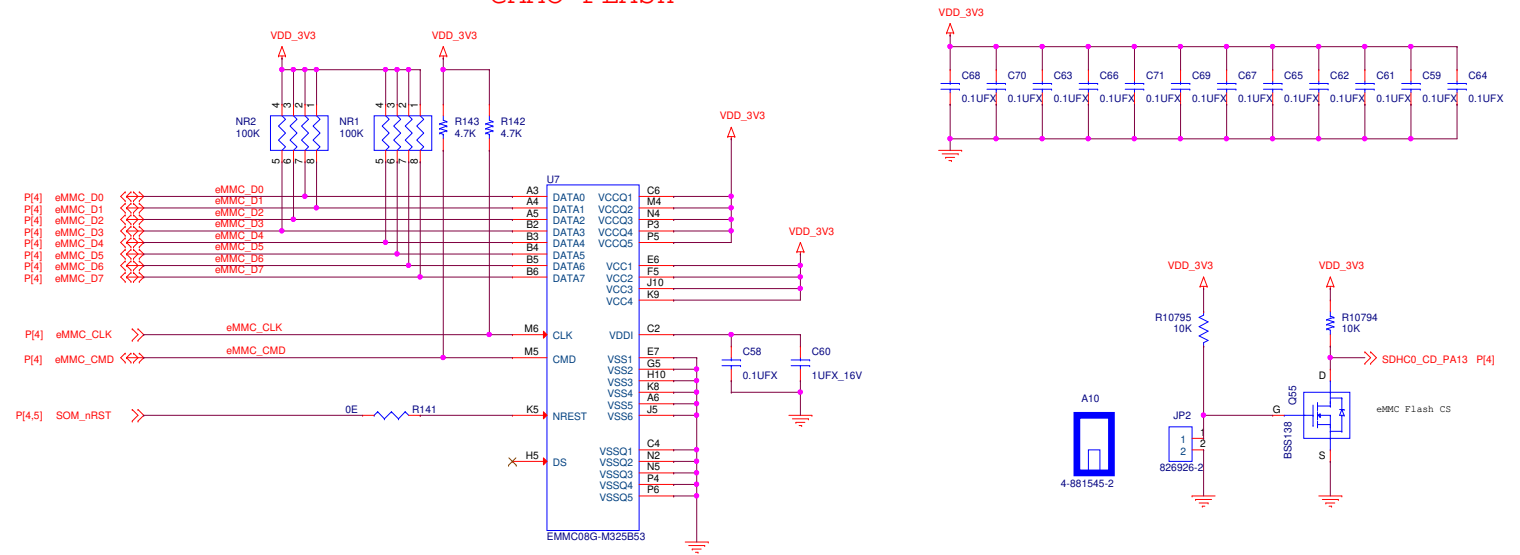 VDD_3V3
VDD_3V3
VDD_3V3
C68
C70
C63
C66
C71
C69
C67
C65
C62
C61
C59
C64
0.1UFX
0.1UFX
0.1UFX
0.1UFX
0.1UFX
0.1UFX
0.1UFX
0.1UFX
0.1UFX
0.1UFX
0.1UFX
0.1UFX
4 3 2 1
4 3 2 1
NR2
100K
NR1
100K
R143
4.7K
R142
4.7K
5 6 7 8
5 6 7 8
VDD_3V3
U7
P[4] eMMC_D0 eMMC_D0 A3 DATA0
P[4] eMMC_D1 eMMC_D1 A4 DATA1
P[4] eMMC_D2 eMMC_D2 A5 DATA2
P[4] eMMC_D3 eMMC_D3 B2 DATA3
P[4] eMMC_D4 eMMC_D4 B3 DATA4
P[4] eMMC_D5 eMMC_D5 B4 DATA5
P[4] eMMC_D6 eMMC_D6 B5 DATA6
P[4] eMMC_D7 eMMC_D7 B6 DATA7
VCCQ1 C6
VCCQ2 M4
VCCQ3 N4
VCCQ4 P3
VCCQ5 P5
VDD_3V3
VCC1 E6
VCC2 F5
VCC3 J10
VCC4 K9
P[4] eMMC_CLK eMMC_CLK M6 CLK
P[4] eMMC_CMD eMMC_CMD M5 CMD
P[4,5] SOM_nRST 0E R141 K5 NREST
H5 DS
VDDI C2
C58
0.1UFX
C60
1UFX_16V
VSS1 E7
VSS2 G5
VSS3 H10
VSS4 K8
VSS5 A6
VSS6 J5
VSSQ1 C4
VSSQ2 N2
VSSQ3 N5
VSSQ4 P4
VSSQ5 P6
EMMC08G-M325B53
VDD_3V3
VDD_3V3
R10795
10K
R10794
10K
SDHC0_CD_PA13 P[4]
D
Q55
G
BSS138
S
eMMC Flash CS
A10
4-881545-2
JP2
1
2
1
2
826926-2